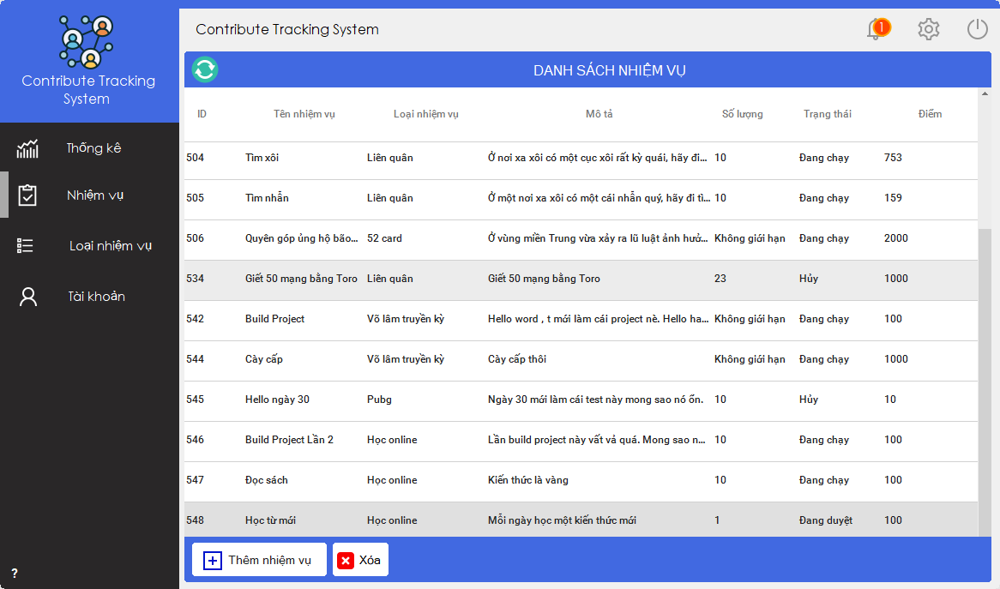 Contribute Tracking
System
Thống kê
Nhiệm vụ
Loại nhiệm vụ
Tài khoản
?
Contribute Tracking System
1
DANH SÁCH NHIỆM VỤ
ID Tên nhiệm vụ Loại nhiệm vụ Mô tả Số lượng Trạng thái Điểm
504 Tìm xôi Liên quân Ở nơi xa xôi có một cục xôi rất kỳ quái, hãy đi... 10 Đang chạy 753
505 Tìm nhẫn Liên quân Ở một nơi xa xôi có một cái nhẫn quý, hãy đi tì... 10 Đang chạy 159
506 Quyên góp ủng hộ bão... 52 card Ở vùng miền Trung vừa xảy ra lũ luật ảnh hưở... Không giới hạn Đang chạy 2000
534 Giết 50 mạng bằng Toro Liên quân Giết 50 mạng bằng Toro 23 Hủy 1000
542 Build Project Võ lâm truyền kỳ Hello word , t mới làm cái project nè. Hello ha... Không giới hạn Đang chạy 100
544 Cày cấp Võ lâm truyền kỳ Cày cấp thôi Không giới hạn Đang chạy 1000
545 Hello ngày 30 Pubg Ngày 30 mới làm cái test này mong sao nó ổn. 10 Hủy 10
546 Build Project Lần 2 Học online Lần build project này vất vả quá. Mong sao n... 10 Đang chạy 100
547 Đọc sách Học online Kiến thức là vàng 10 Đang chạy 100
548 Học từ mới Học online Mỗi ngày học một kiến thức mới 1 Đang duyệt 100
Thêm nhiệm vụ Xóa